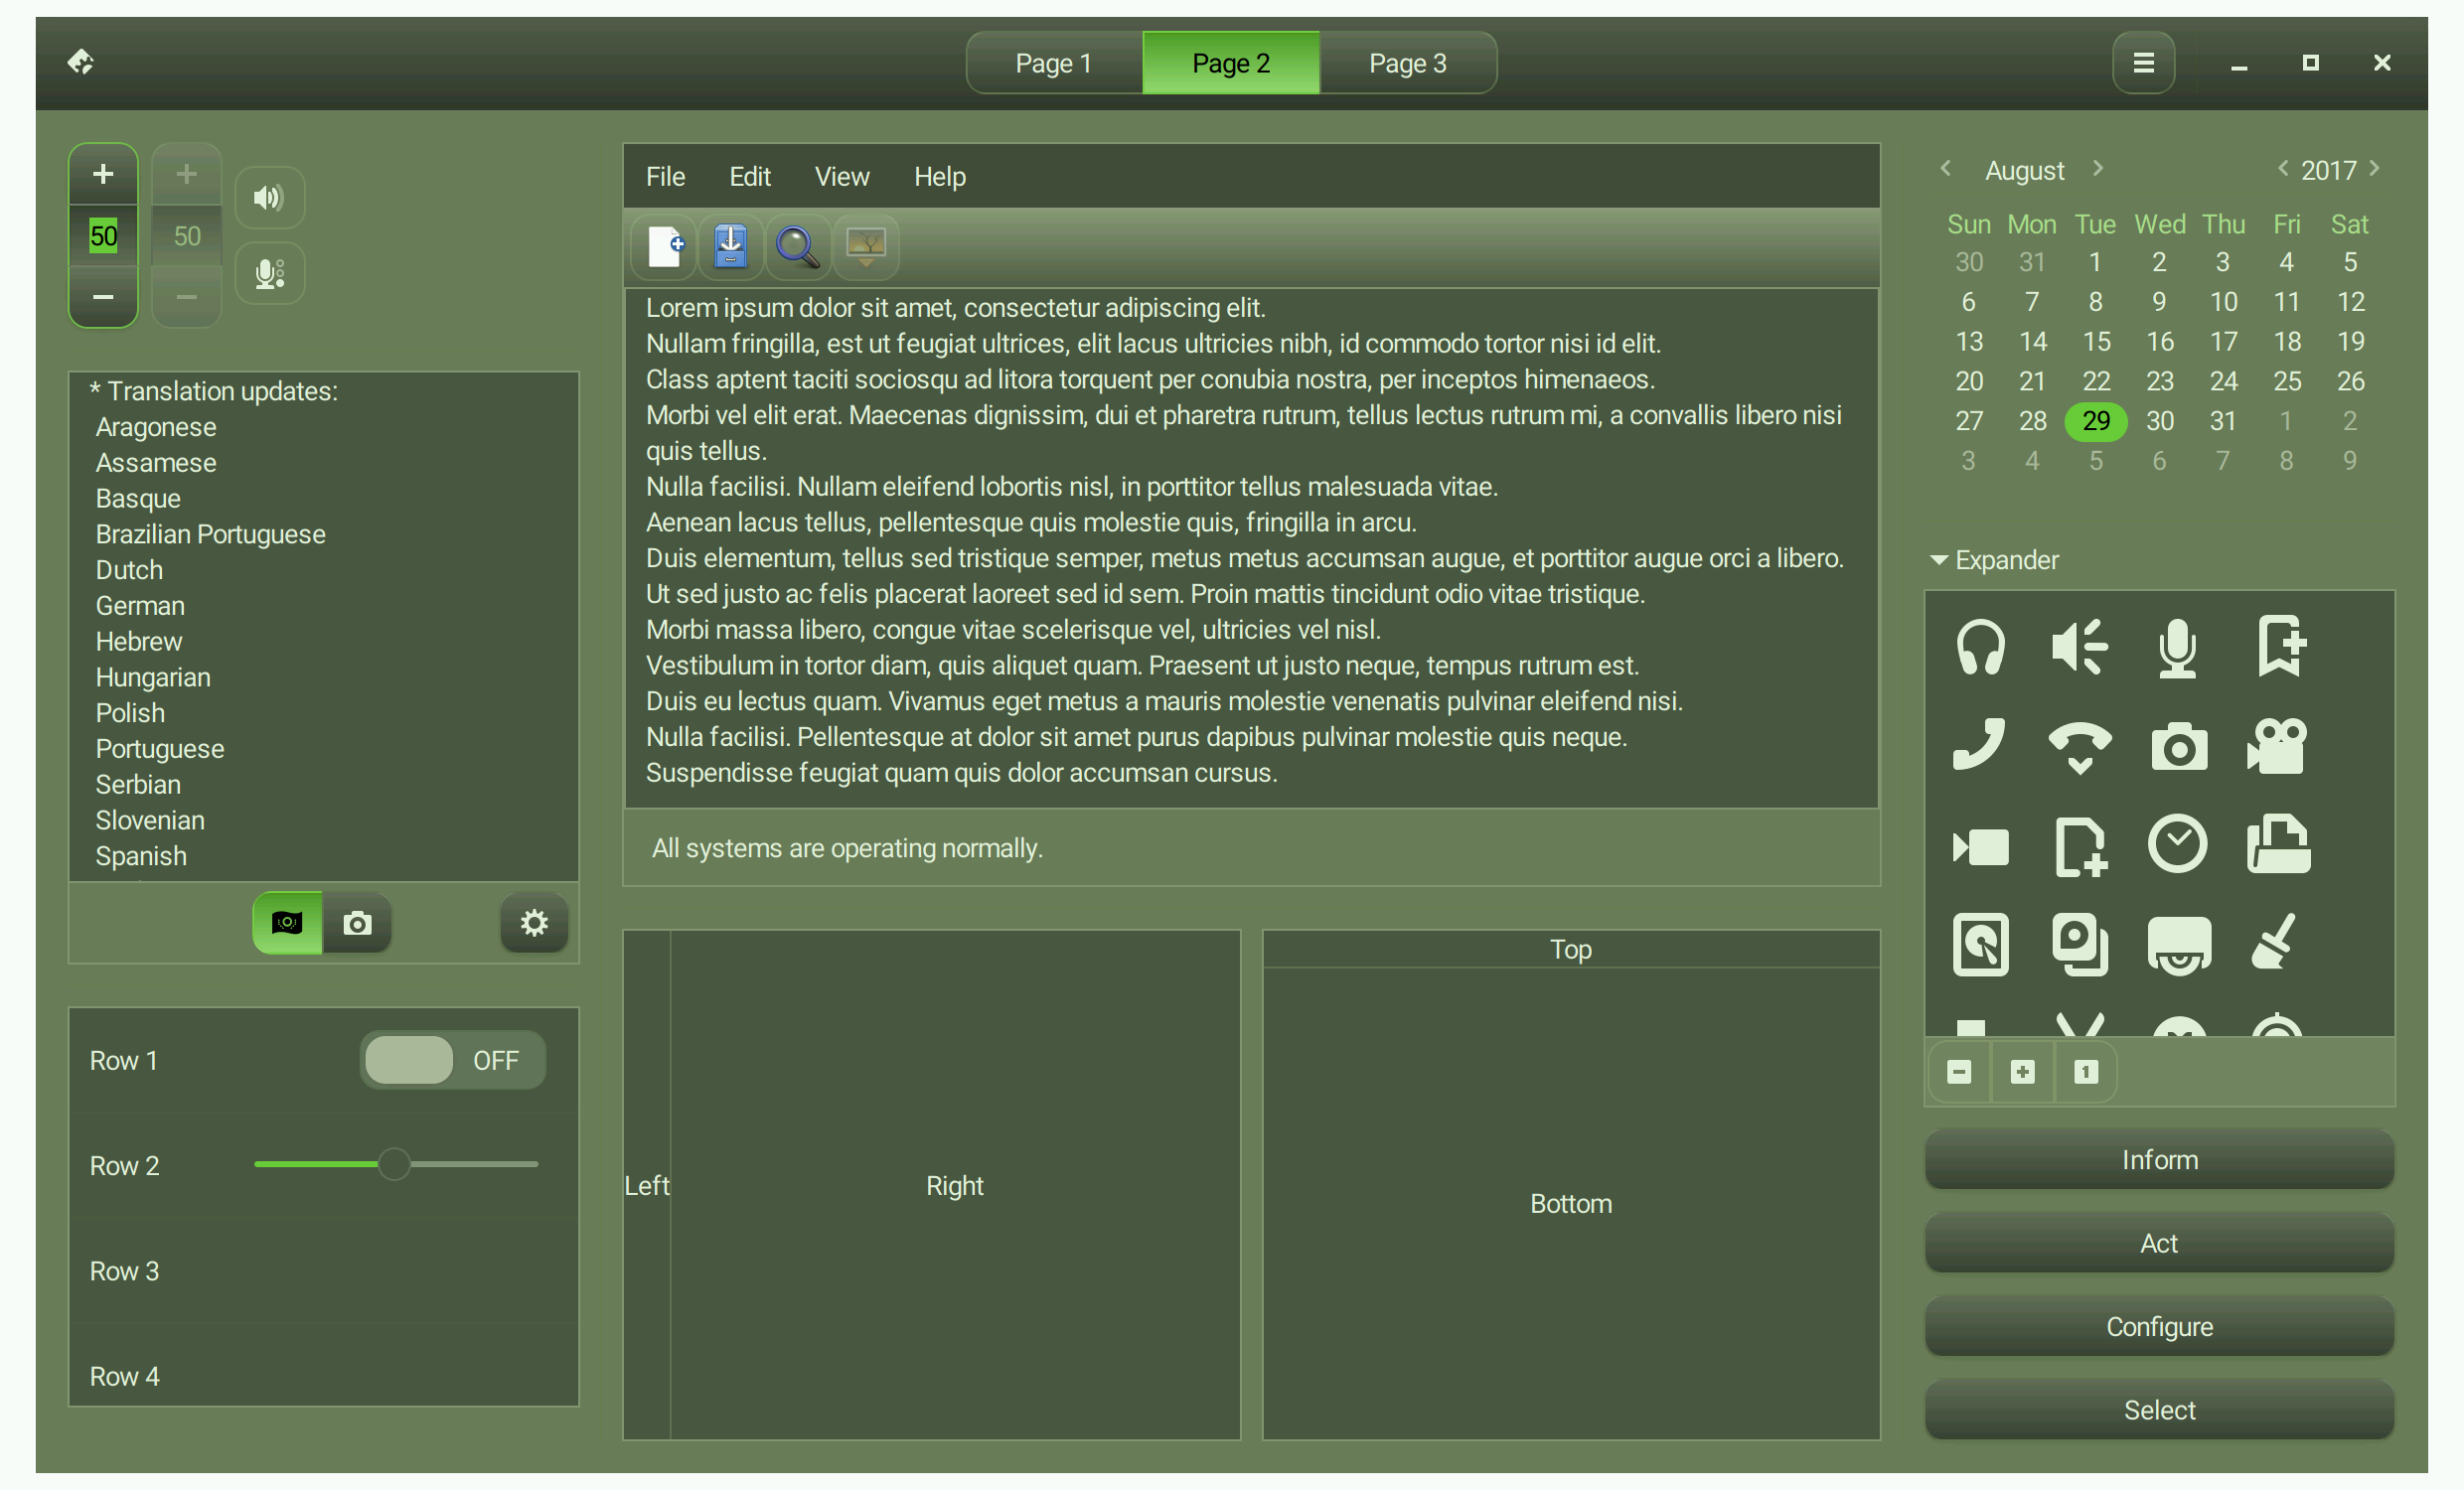 Page 1 Page 2 Page 3
+ +
50 50
− −
* Translation updates:
Aragonese
Assamese
Basque
Brazilian Portuguese
Dutch
German
Hebrew
Hungarian
Polish
Portuguese
Serbian
Slovenian
Spanish
Row 1 OFF
Row 2
Row 3
Row 4
File Edit View Help
Lorem ipsum dolor sit amet, consectetur adipiscing elit.
Nullam fringilla, est ut feugiat ultrices, elit lacus ultricies nibh, id commodo tortor nisi id elit.
Class aptent taciti sociosqu ad litora torquent per conubia nostra, per inceptos himenaeos.
Morbi vel elit erat. Maecenas dignissim, dui et pharetra rutrum, tellus lectus rutrum mi, a convallis libero nisi
quis tellus.
Nulla facilisi. Nullam eleifend lobortis nisl, in porttitor tellus malesuada vitae.
Aenean lacus tellus, pellentesque quis molestie quis, fringilla in arcu.
Duis elementum, tellus sed tristique semper, metus metus accumsan augue, et porttitor augue orci a libero.
Ut sed justo ac felis placerat laoreet sed id sem. Proin mattis tincidunt odio vitae tristique.
Morbi massa libero, congue vitae scelerisque vel, ultricies vel nisl.
Vestibulum in tortor diam, quis aliquet quam. Praesent ut justo neque, tempus rutrum est.
Duis eu lectus quam. Vivamus eget metus a mauris molestie venenatis pulvinar eleifend nisi.
Nulla facilisi. Pellentesque at dolor sit amet purus dapibus pulvinar molestie quis neque.
Suspendisse feugiat quam quis dolor accumsan cursus.
All systems are operating normally.
Left Right
Top
Bottom
August 2017
Sun Mon Tue Wed Thu Fri Sat
30 31 1 2 3 4 5
6 7 8 9 10 11 12
13 14 15 16 17 18 19
20 21 22 23 24 25 26
27 28 29 30 31 1 2
3 4 5 6 7 8 9
Expander
1
Inform
Act
Configure
Select